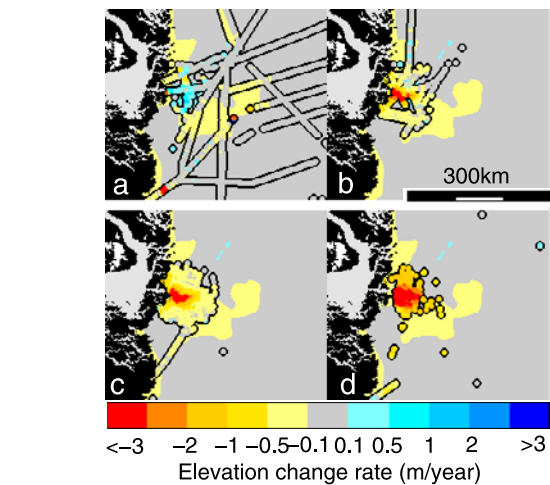 a
b
300km
c
d
<–3 –2 –1 –0.5–0.1 0.1 0.5 1 2 >3
Elevation change rate (m/year)